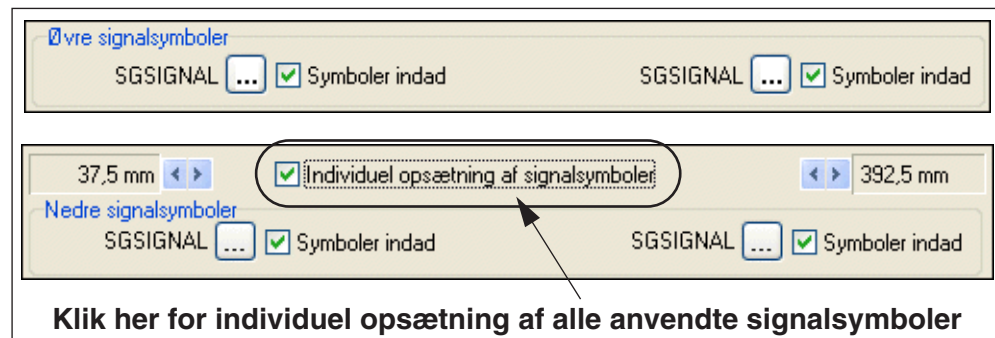 Øvre signalsymboler
SGSIGNAL ... Symboler indad SGSIGNAL ... Symboler indad
37,5 mm Individuel opsætning af signalsymboler 392,5 mm
Nedre signalsymboler
SGSIGNAL ... Symboler indad SGSIGNAL ... Symboler indad
Klik her for individuel opsætning af alle anvendte signalsymboler